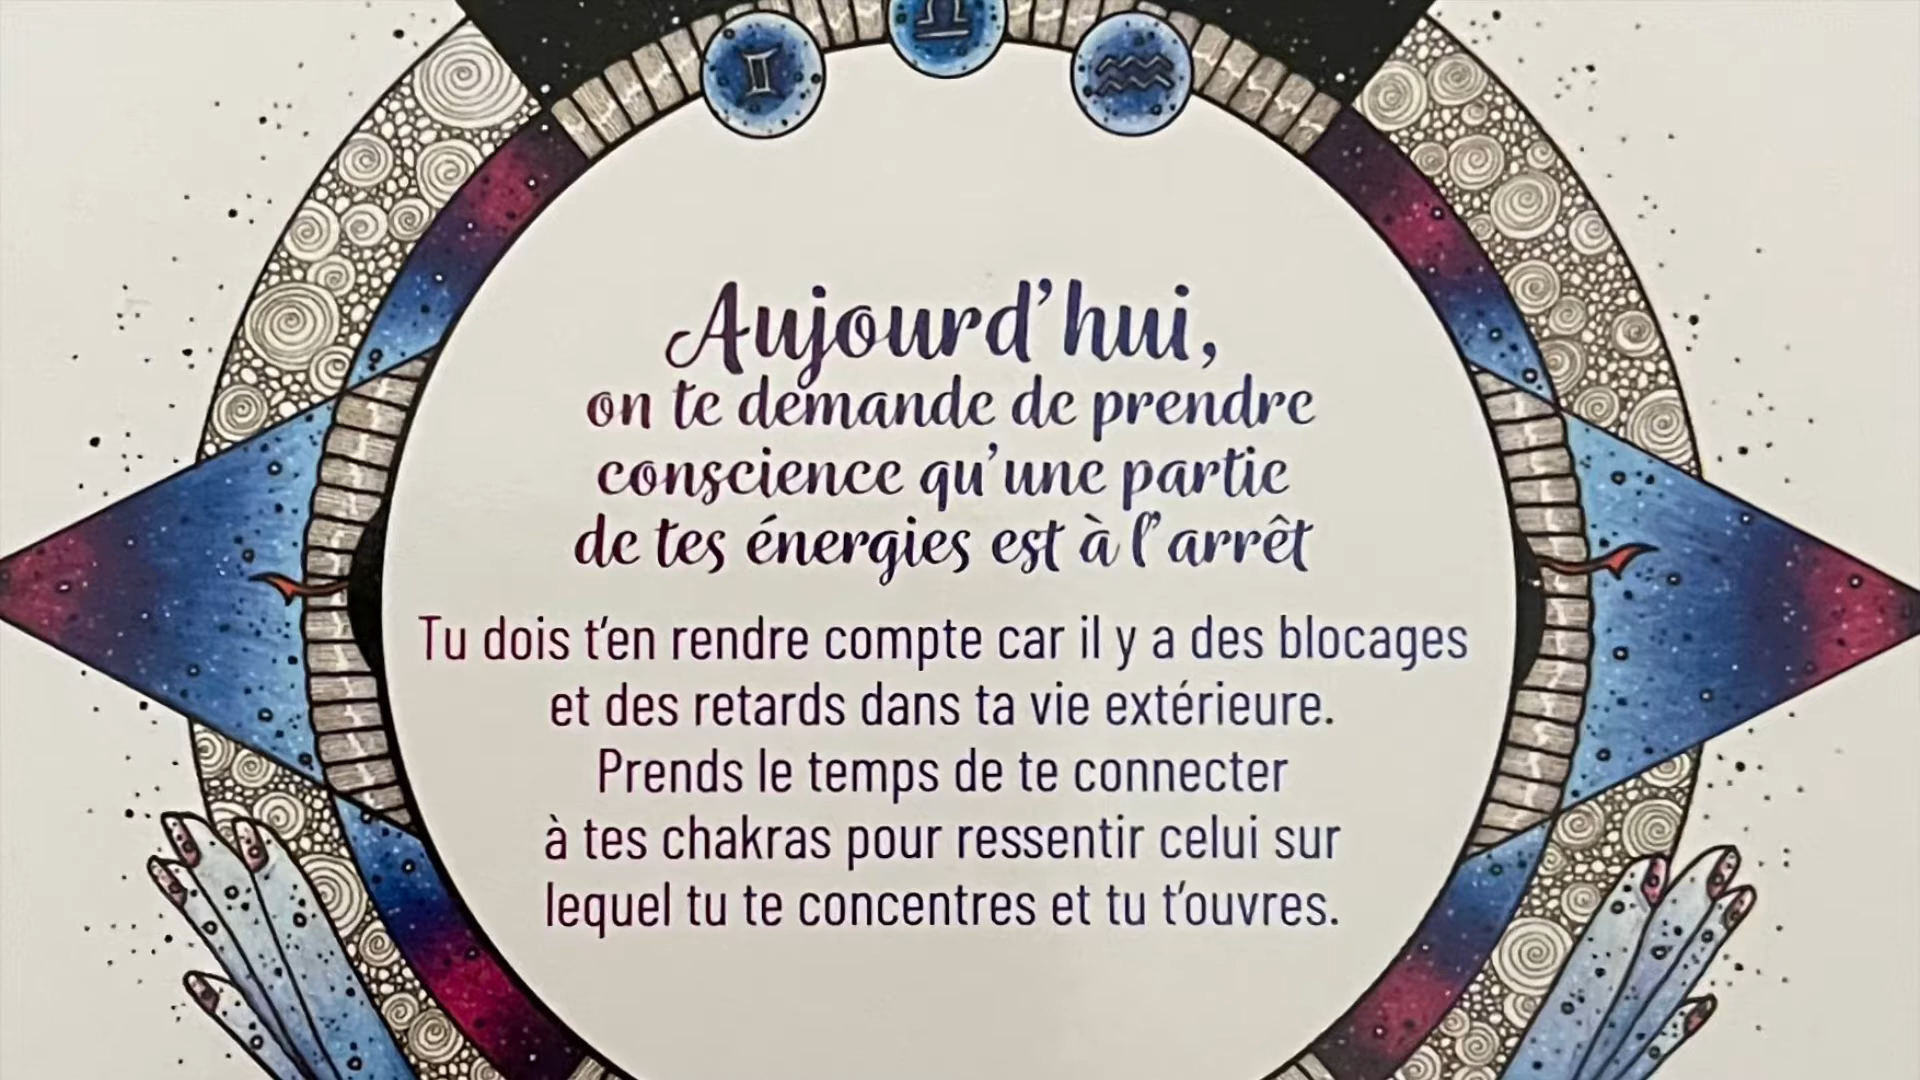 Aujourd'hui,
on te demande de prendre
conscience qu'une partie
de tes énergies est à l'arrêt
Tu dois t'en rendre compte car il y a des blocages
et des retards dans ta vie extérieure.
Prends le temps de te connecter
à tes chakras pour ressentir celui sur
lequel tu te concentres et tu t'ouvres.